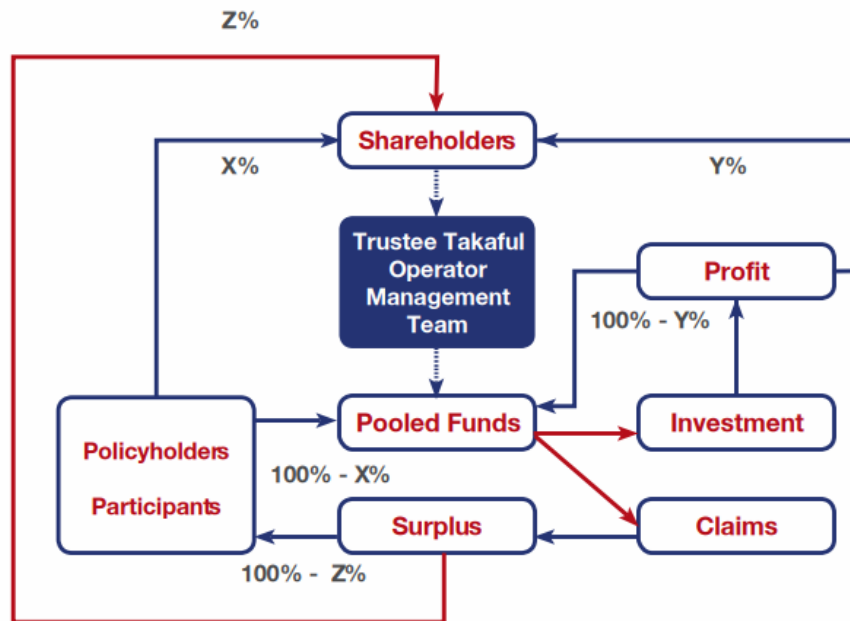 Z%
Shareholders
X%
Y%
Trustee Takaful
Operator
Management
Team
Profit
100% - Y%
Pooled Funds
Investment
Policyholders
Participants
100% - X%
Surplus
Claims
100% - Z%